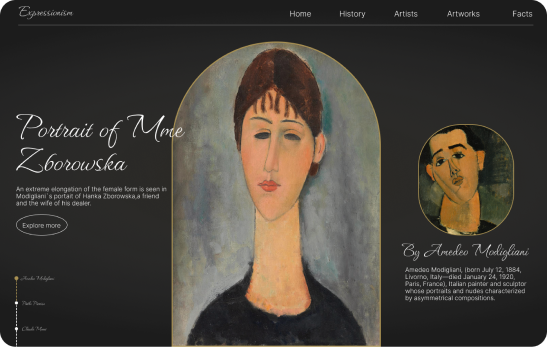 Expressionism
Home
History
Artists
Artworks
Facts
Portrait of Mme
Zborowska
An extreme elongation of the female form is seen in
Modigliani`s portait of Hanka Zborowska,a friend
and the wife of his dealer.
Explore more
By Amedeo Modigliani
Amedeo Modigliani, (born July 12, 1884,
Livorno, Italy—died January 24, 1920,
Paris, France), Italian painter and sculptor
whose portraits and nudes characterized
by asymmetrical compositions.
Amedeo Modigliani
Pablo Picasso